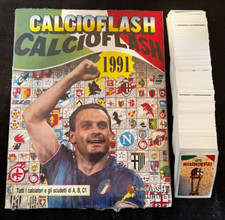 CALCIOFLASH
CALCIOFLASH
1991
Tutti i calciatori e gli scudetti di A, B, C1